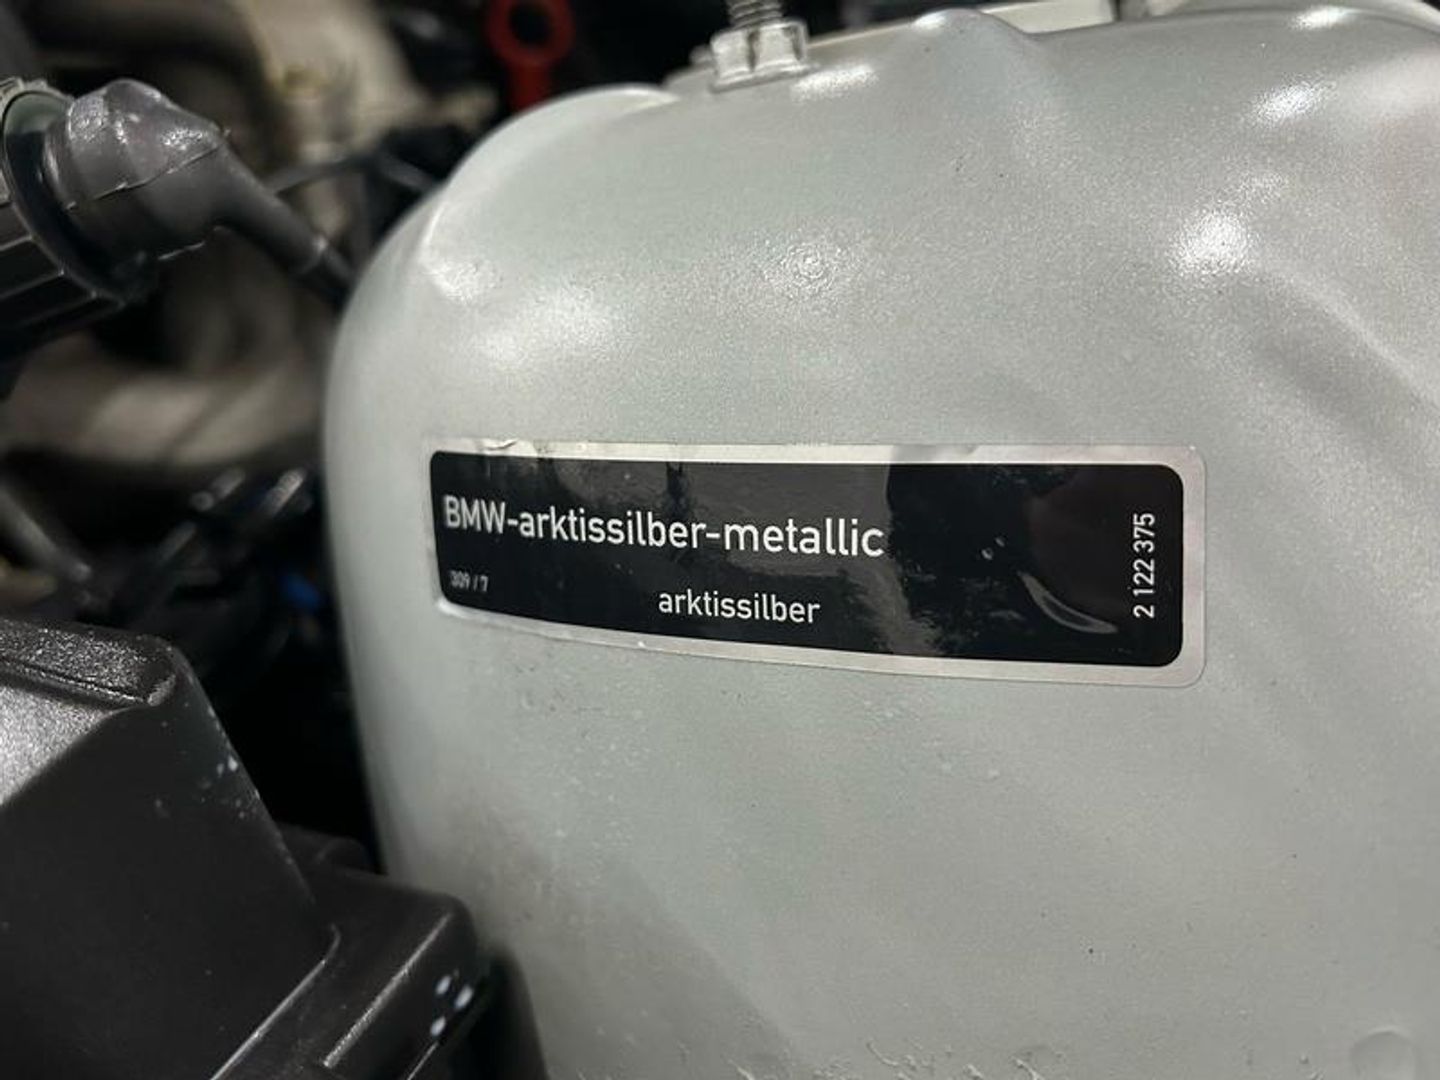 BMW-arktissilber-metallic
309/7
arktissilber
2 122 375